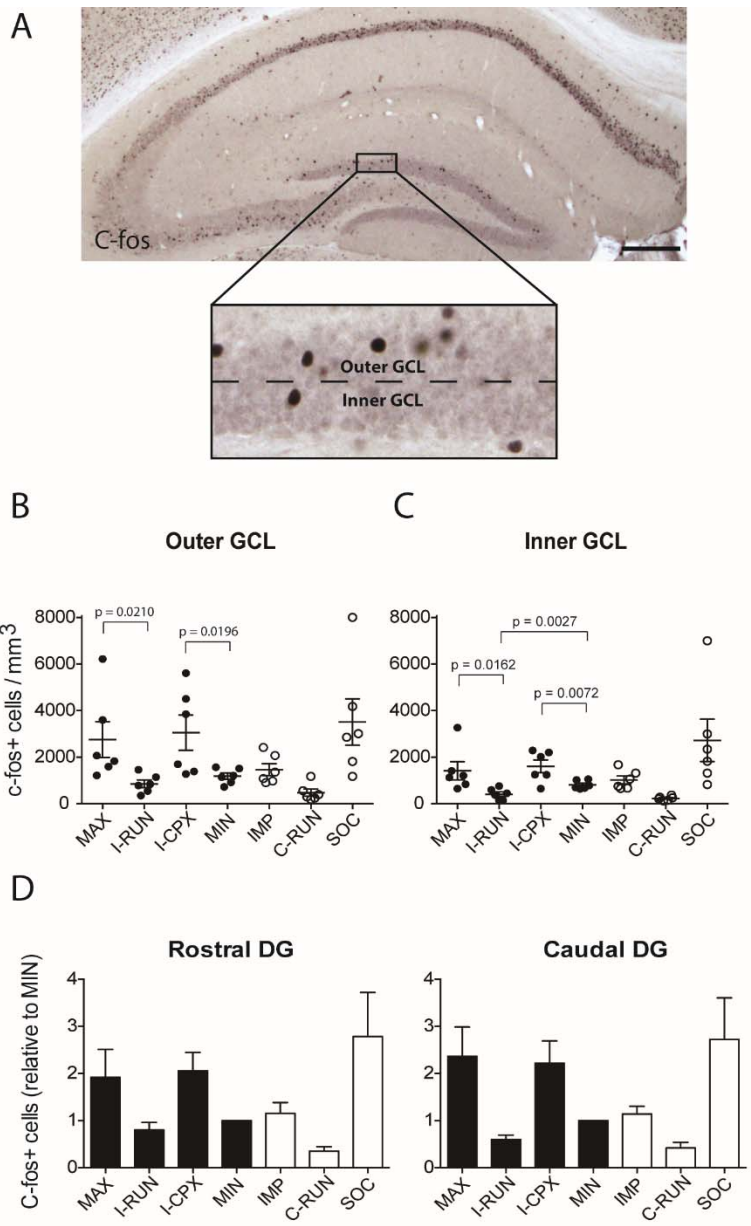 A
C-fos
Outer GCL
Inner GCL
B
Outer GCL
c-fos+ cells / mm3
8000
6000
4000
2000
0
p = 0.0210
p = 0.0196
MAX
I-RUN
I-CPX
MIN
IMP
C-RUN
SOC
C
Inner GCL
8000
6000
4000
2000
0
p = 0.0027
p = 0.0162
p = 0.0072
MAX
I-RUN
I-CPX
MIN
IMP
C-RUN
SOC
D
Rostral DG
C-fos+ cells (relative to MIN)
4
3
2
1
0
MAX
I-RUN
I-CPX
MIN
IMP
C-RUN
SOC
Caudal DG
4
3
2
1
0
MAX
I-RUN
I-CPX
MIN
IMP
C-RUN
SOC